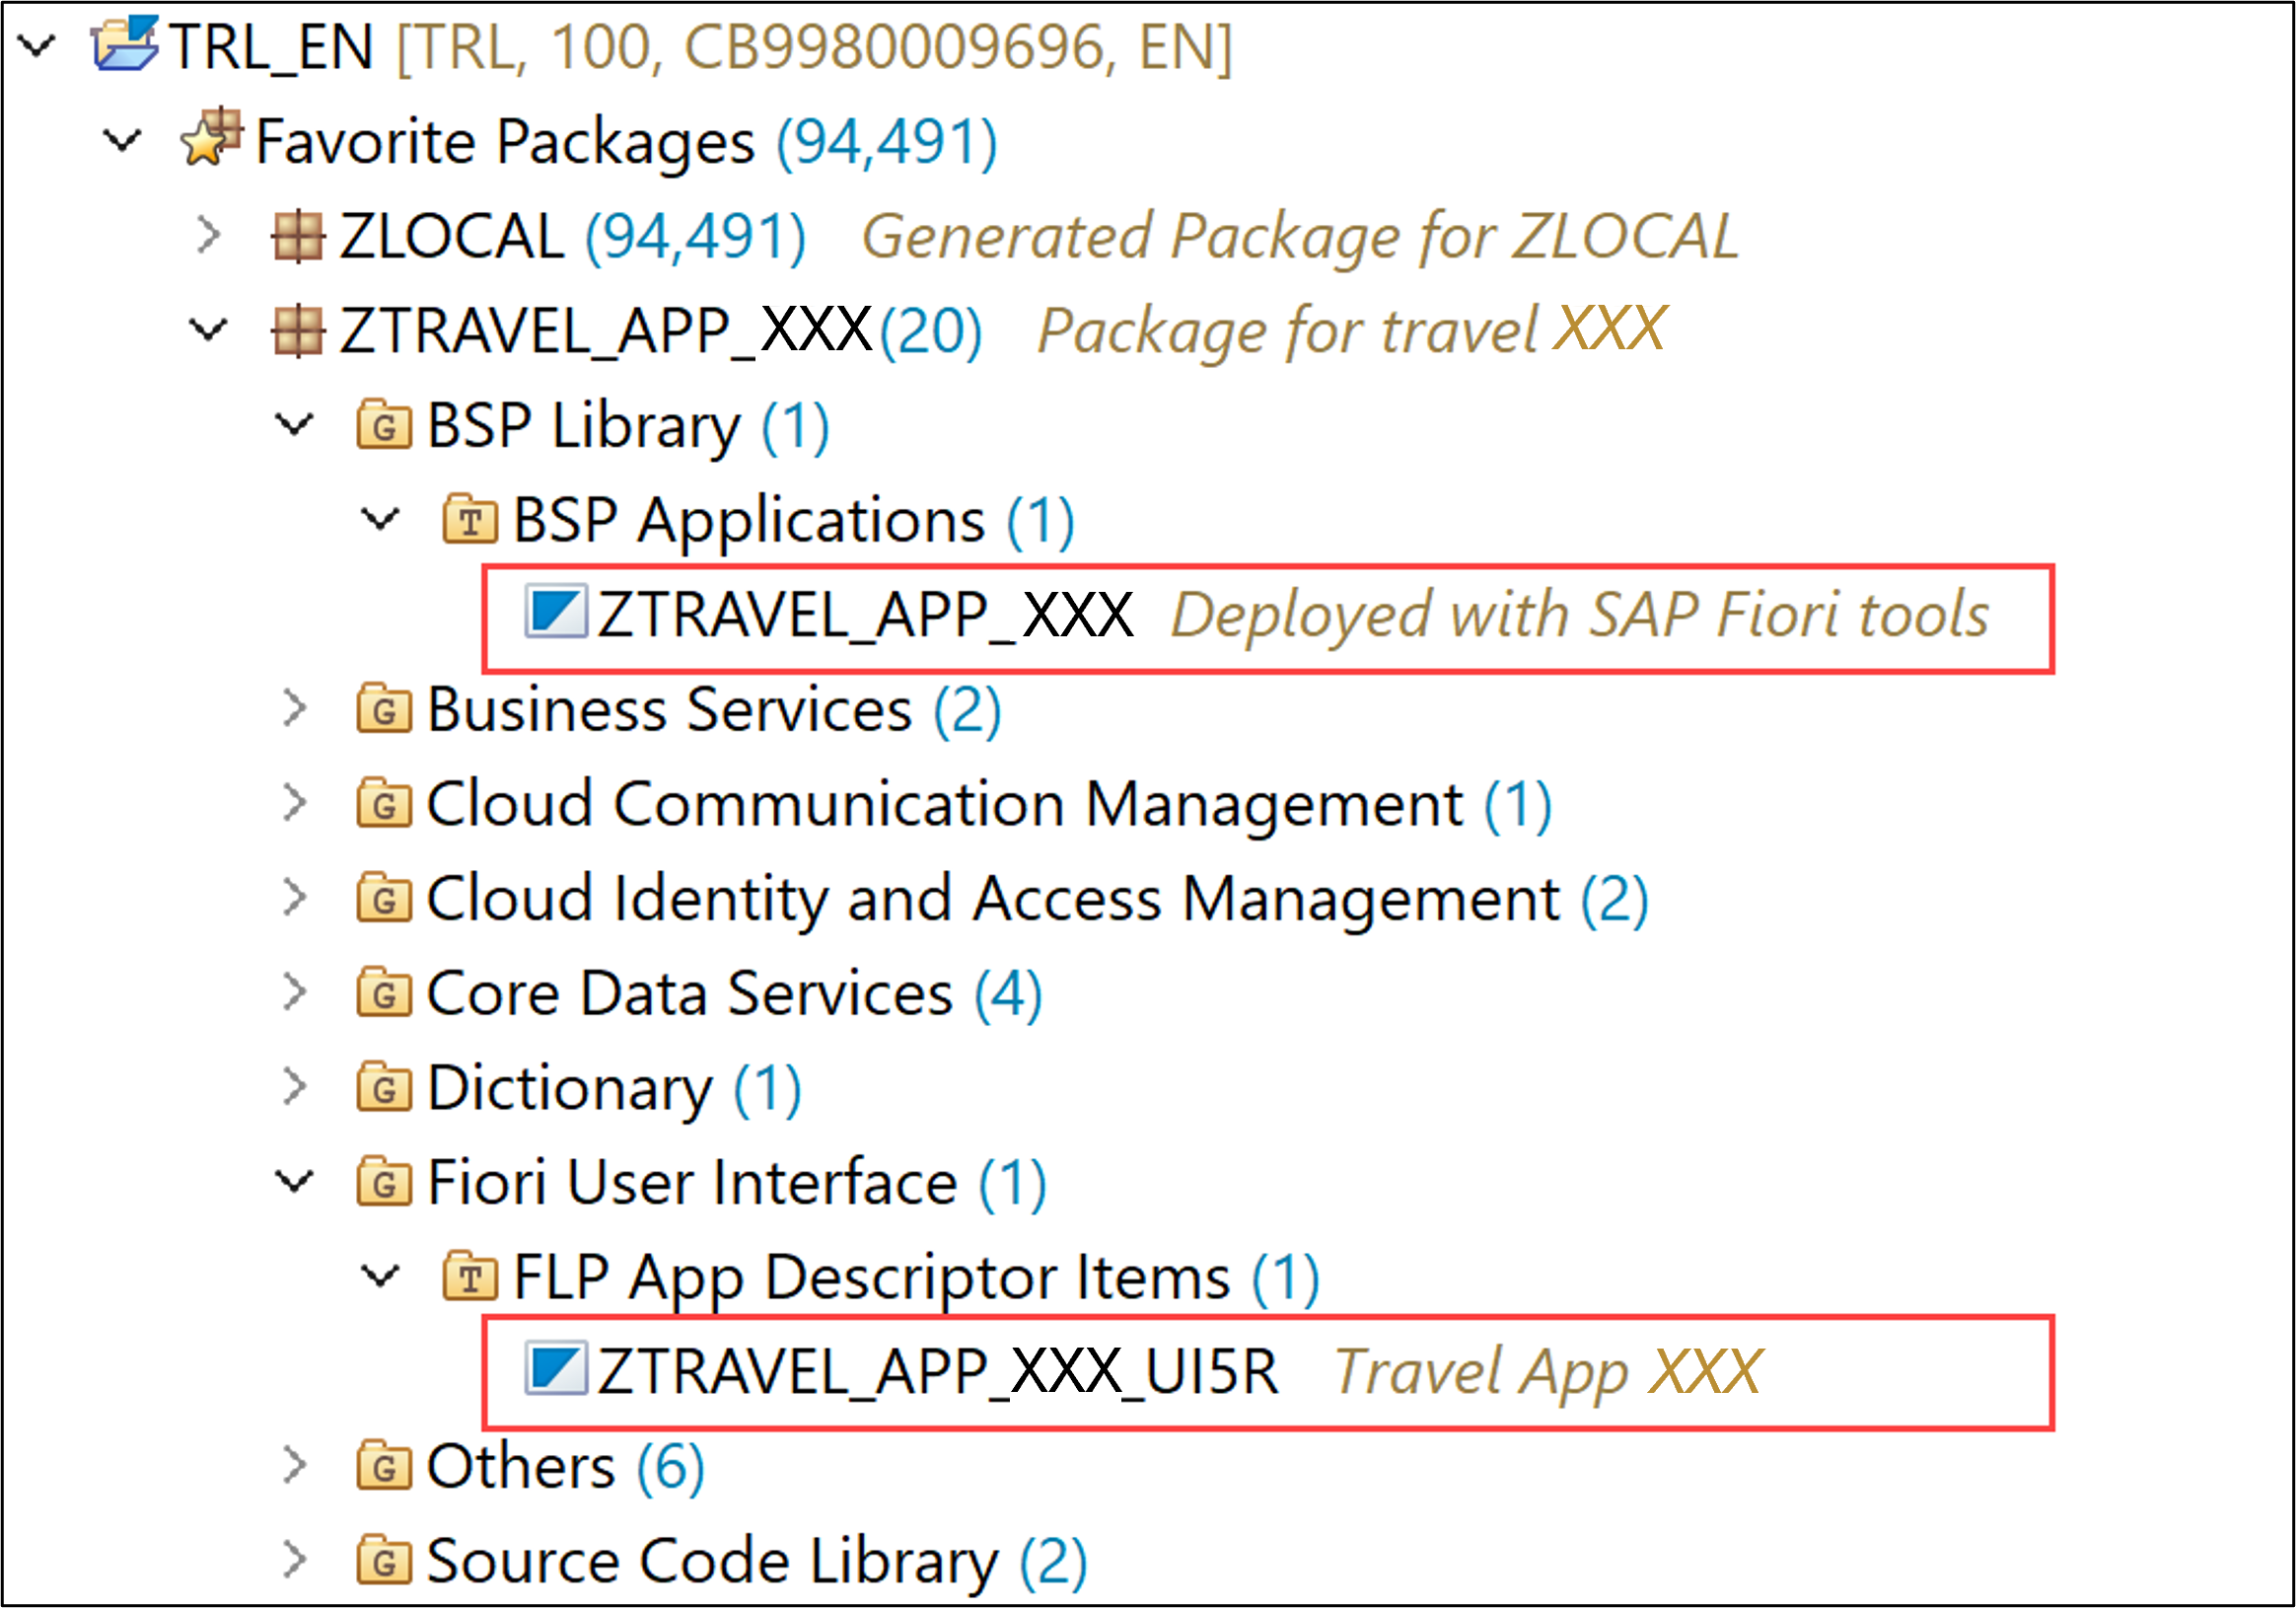 TRL_EN [TRL, 100, CB9980009696, EN]
Favorite Packages (94,491)
ZLOCAL (94,491) Generated Package for ZLOCAL
ZTRAVEL_APP_XXX(20) Package for travel XXX
G BSP Library (1)
T BSP Applications (1)
ZTRAVEL_APP_XXX Deployed with SAP Fiori tools
G Business Services (2)
G Cloud Communication Management (1)
G Cloud Identity and Access Management (2)
G Core Data Services (4)
G Dictionary (1)
G Fiori User Interface (1)
T FLP App Descriptor Items (1)
ZTRAVEL_APP_XXX_UI5R Travel App XXX
G Others (6)
G Source Code Library (2)